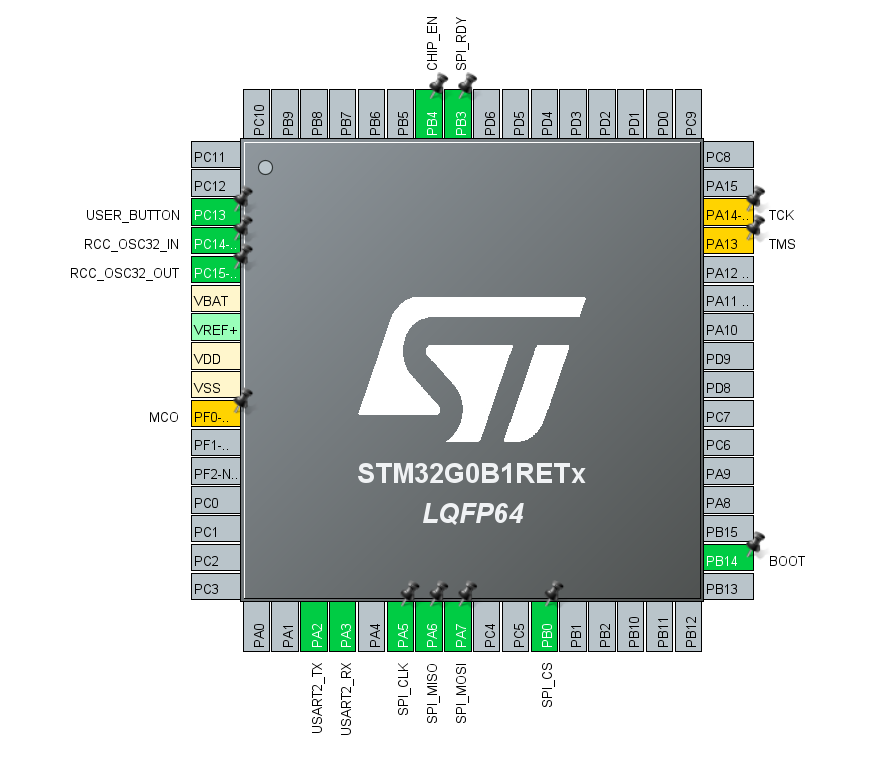 CHIP_EN
SPI_RDY
PC10
PB9
PB8
PB7
PB6
PB5
PB4
PB3
PD6
PD5
PD4
PD3
PD2
PD1
PD0
PC9
PC11
PC12
USER_BUTTON PC13
RCC_OSC32_IN PC14-..
RCC_OSC32_OUT PC15-..
VBAT
VREF+
VDD
VSS
MCO PF0-..
PF1-..
PF2-N..
PC0
PC1
PC2
PC3
STM32G0B1RETx
LQFP64
PC8
PA15
PA14-.. TCK
PA13 TMS
PA12 ..
PA11 ..
PA10
PD9
PD8
PC7
PC6
PA9
PA8
PB15
PB14 BOOT
PB13
PA0
PA1
PA2
PA3
PA4
PA5
PA6
PA7
PC4
PC5
PB0
PB1
PB2
PB10
PB11
PB12
USART2_TX
USART2_RX
SPI_CLK
SPI_MISO
SPI_MOSI
SPI_CS